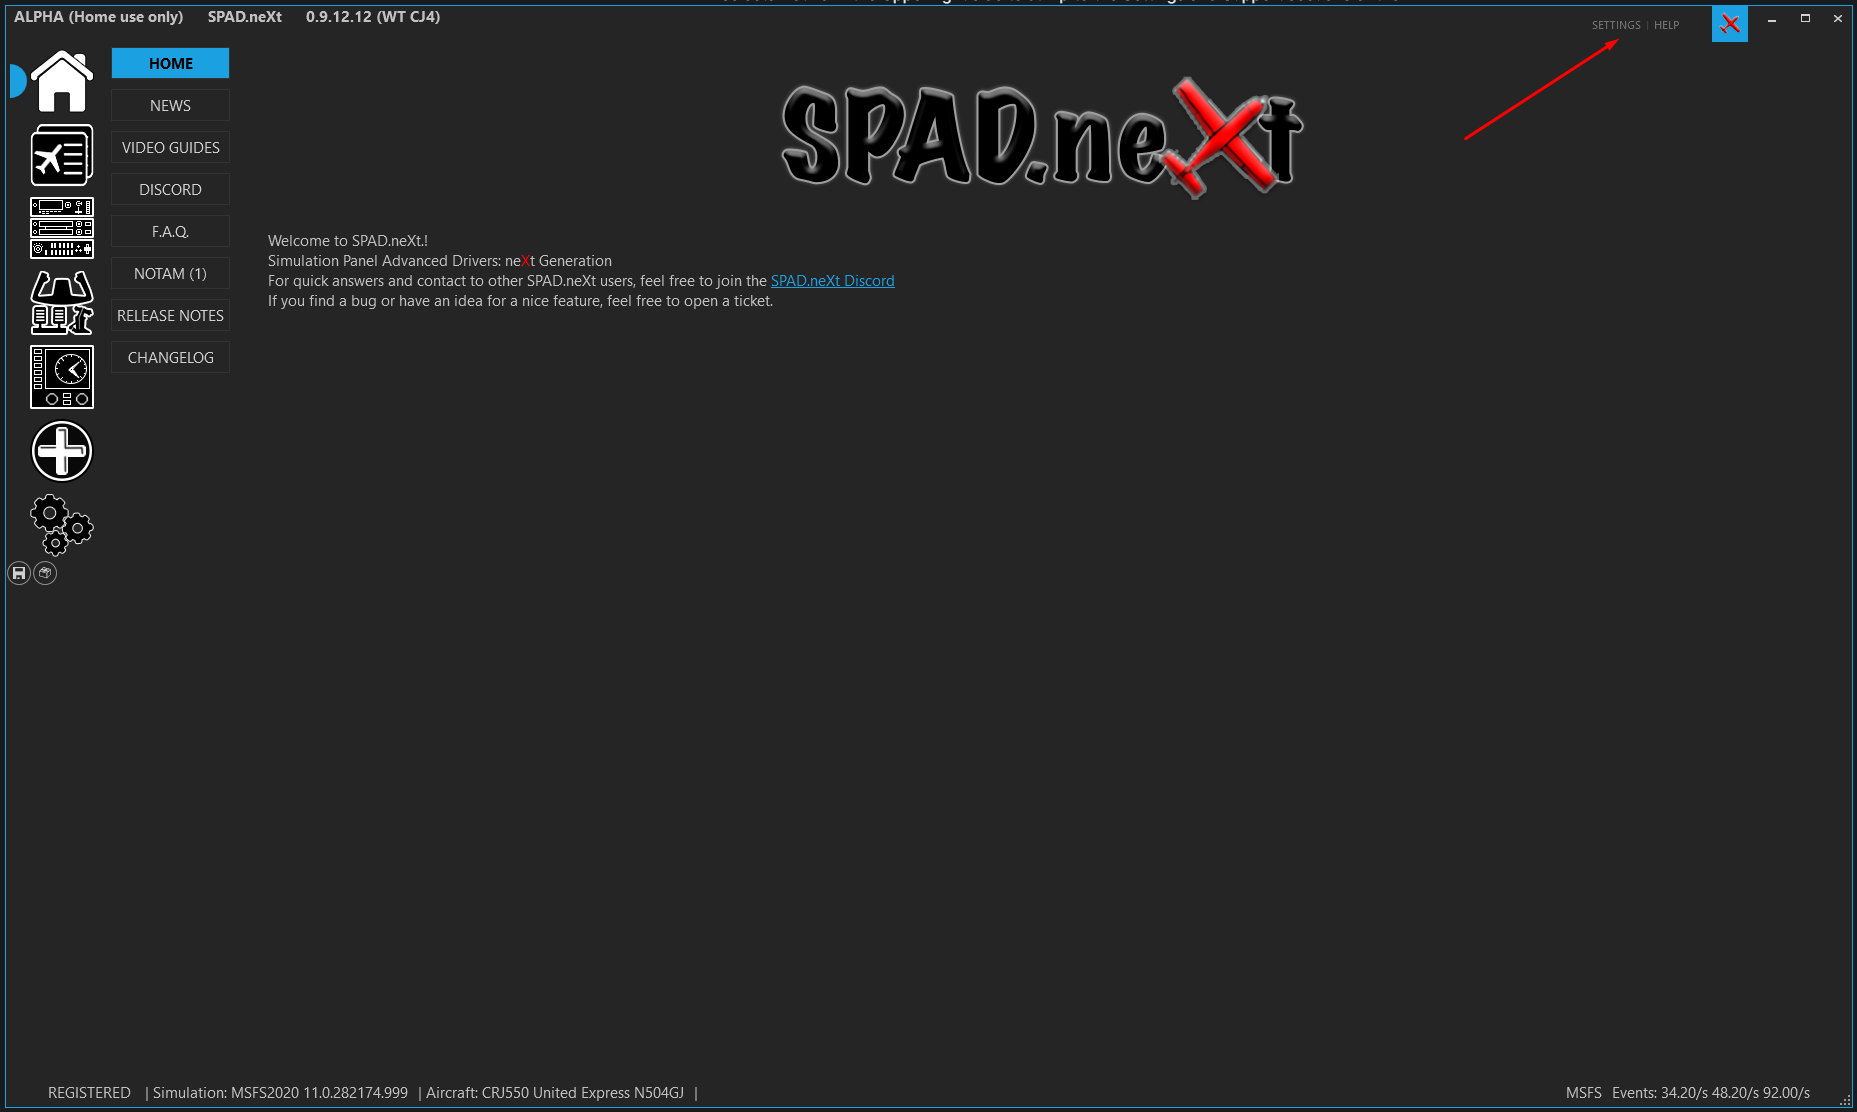 ALPHA (Home use only) SPAD.neXt 0.9.12.12 (WT CJ4)
SETTINGS | HELP
HOME
NEWS
VIDEO GUIDES
DISCORD
F.A.Q.
NOTAM (1)
RELEASE NOTES
CHANGELOG
SPAD.neXt
Welcome to SPAD.neXt.!
Simulation Panel Advanced Drivers: neXt Generation
For quick answers and contact to other SPAD.neXt users, feel free to join the SPAD.neXt Discord
If you find a bug or have an idea for a nice feature, feel free to open a ticket.
REGISTERED | Simulation: MSFS2020 11.0.282174.999 | Aircraft: CRJ550 United Express N504GJ |
MSFS Events: 34.20/s 48.20/s 92.00/s